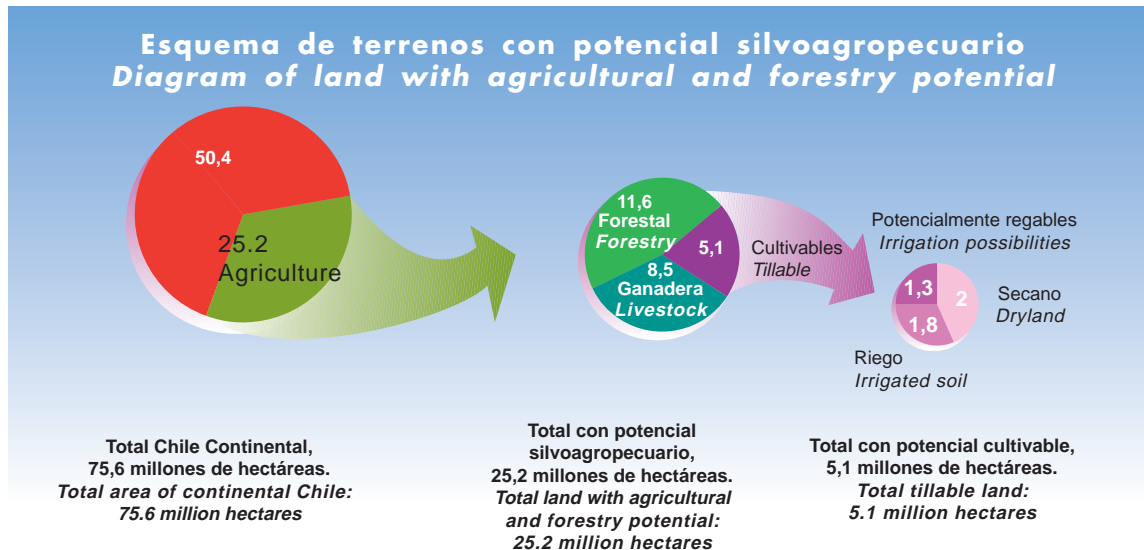 Esquema de terrenos con potencial silvoagropecuario
Diagram of land with agricultural and forestry potential
50,4
25.2
Agriculture
11,6
Forestal
Forestry
5,1
8,5
Ganadera
Livestock
Cultivables
Tillable
Potencialmente regables
Irrigation possibilities
1,3
2
1,8
Secano
Dryland
Riego
Irrigated soil
Total Chile Continental,
75,6 millones de hectáreas.
Total area of continental Chile:
75.6 million hectares
Total con potencial
silvoagropecuario,
25,2 millones de hectáreas.
Total land with agricultural
and forestry potential:
25.2 million hectares
Total con potencial cultivable,
5,1 millones de hectáreas.
Total tillable land:
5.1 million hectares